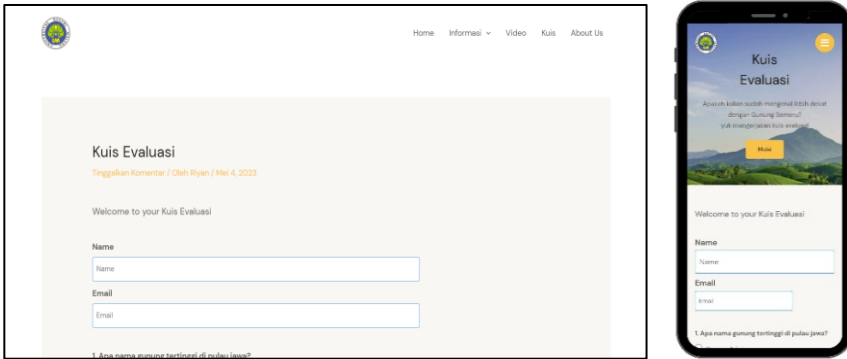 Home Informasi Video Kuis About Us
Kuis Evaluasi
Tinggalkan Komentar / Oleh Riyan / Mei 4, 2023
Welcome to your Kuis Evaluasi
Name
Name
Email
Email
1. Apa nama gunung tertinggi di pulau jawa?
Kuis
Evaluasi
Apakah kalian sudah mengenal lebih dekat
dengan Gunung Semeru?
yuk mengerjakan kuis evaluasi
Mulai
Welcome to your Kuis Evaluasi
Name
Name
Email
Email
1. Apa nama gunung tertinggi di pulau jawa?